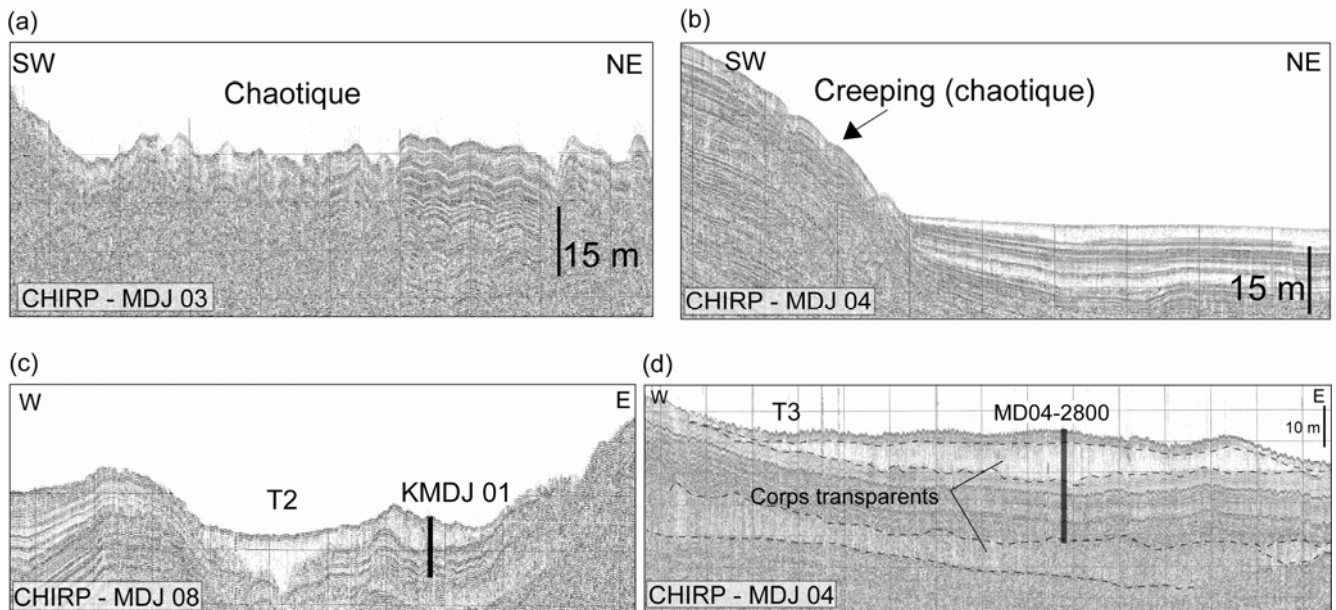 (a)
SW
NE
Chaotique
15 m
CHIRP - MDJ 03
(b)
SW
NE
Creeping (chaotique)
15 m
CHIRP - MDJ 04
(c)
W
E
T2
KMDJ 01
CHIRP - MDJ 08
(d)
W
E
T3
MD04-2800
10 m
Corps transparents
CHIRP - MDJ 04